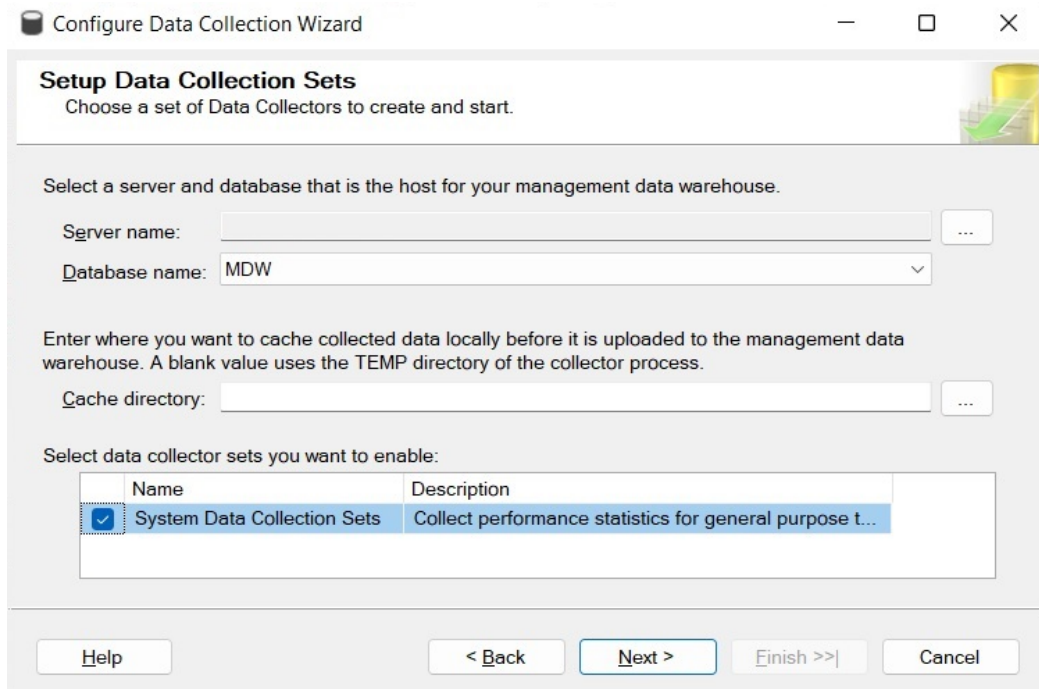 Configure Data Collection Wizard
Setup Data Collection Sets
Choose a set of Data Collectors to create and start.
Select a server and database that is the host for your management data warehouse.
Server name:
...
Database name: MDW
Enter where you want to cache collected data locally before it is uploaded to the management data
warehouse. A blank value uses the TEMP directory of the collector process.
Cache directory:
...
Select data collector sets you want to enable:
Name Description
System Data Collection Sets Collect performance statistics for general purpose t...
Help < Back Next > Finish >>| Cancel